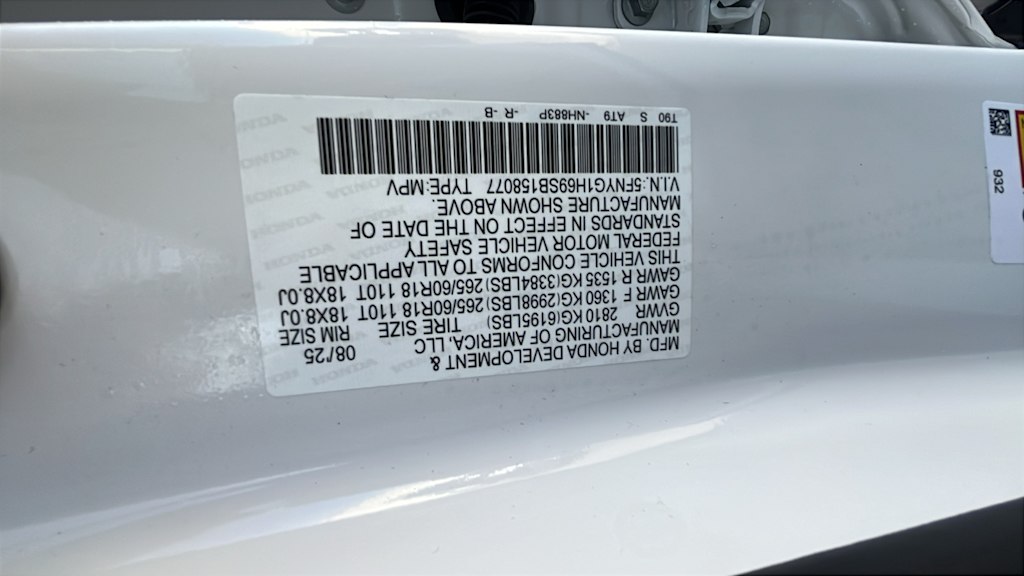 MFD. BY HONDA DEVELOPMENT &
MANUFACTURING OF AMERICA, LLC 08/25
GVWR 2810 KG(6195LBS) TIRE SIZE RIM SIZE
GAWR F 1360 KG(2998LBS) 265/60R18 110T 18X8.0J
GAWR R 1535 KG(3384LBS) 265/60R18 110T 18X8.0J
THIS VEHICLE CONFORMS TO ALL APPLICABLE
FEDERAL MOTOR VEHICLE SAFETY
STANDARDS IN EFFECT ON THE DATE OF
MANUFACTURE SHOWN ABOVE.
V.I.N.:5FNYG1H69SB158077 TYPE:MPV
T90 S AT9 -NH883P -R -B
932